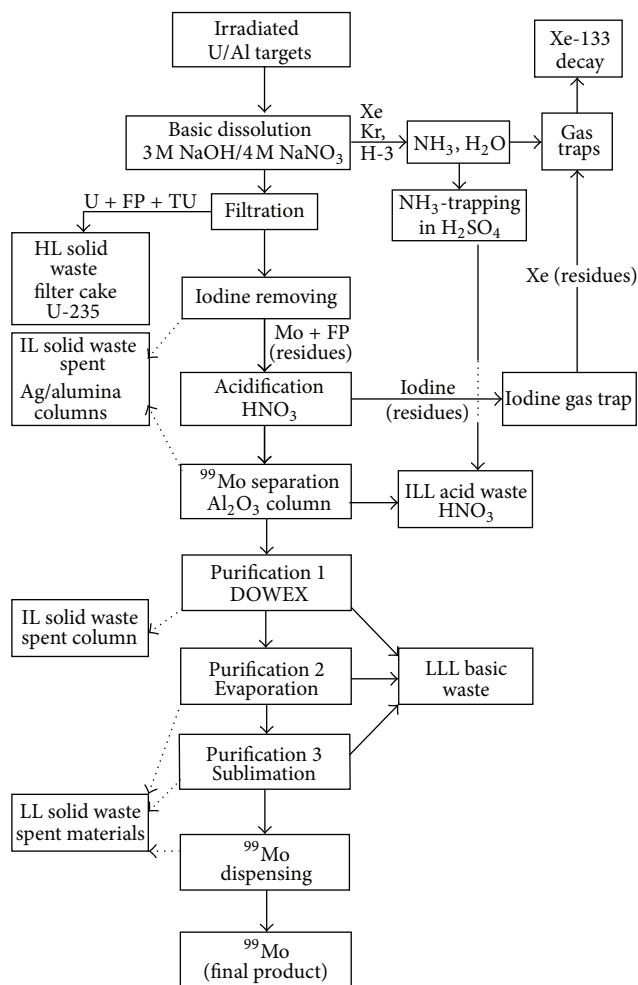 Irradiated
U/Al targets
Xe-133
decay
Basic dissolution
3 M NaOH/4 M NaNO₃
Xe
Kr,
H-3
NH₃, H₂O
Gas
traps
U + FP + TU
Filtration
NH₃-trapping
in H₂SO₄
HL solid
waste
filter cake
U-235
Iodine removing
Xe (residues)
Mo + FP
(residues)
IL solid waste
spent
Ag/alumina
columns
Acidification
HNO₃
Iodine
(residues)
Iodine gas trap
⁹⁹Mo separation
Al₂O₃ column
ILL acid waste
HNO₃
Purification 1
DOWEX
IL solid waste
spent column
Purification 2
Evaporation
LLL basic
waste
Purification 3
Sublimation
LL solid waste
spent materials
⁹⁹Mo
dispensing
⁹⁹Mo
(final product)